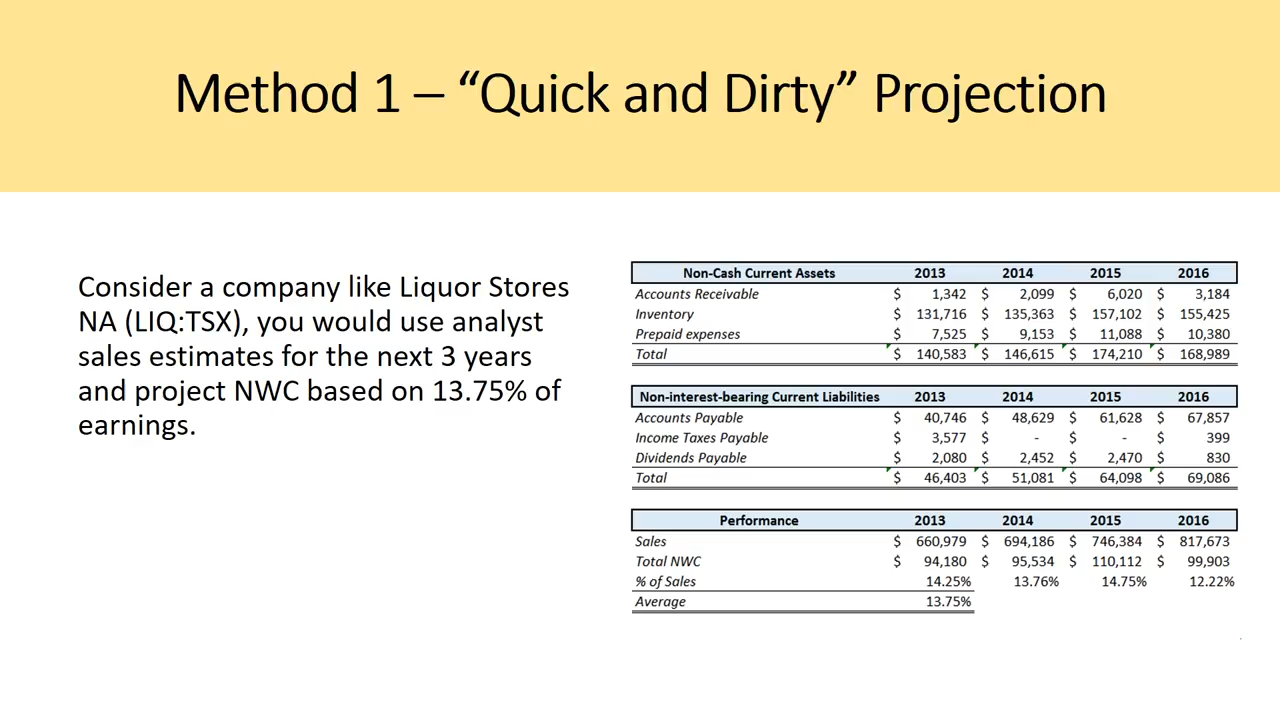 Method 1 – “Quick and Dirty” Projection
Consider a company like Liquor Stores
NA (LIQ:TSX), you would use analyst
sales estimates for the next 3 years
and project NWC based on 13.75% of
earnings.
Non-Cash Current Assets 2013 2014 2015 2016
Accounts Receivable $ 1,342 $ 2,099 $ 6,020 $ 3,184
Inventory $ 131,716 $ 135,363 $ 157,102 $ 155,425
Prepaid expenses $ 7,525 $ 9,153 $ 11,088 $ 10,380
Total $ 140,583 $ 146,615 $ 174,210 $ 168,989
Non-interest-bearing Current Liabilities 2013 2014 2015 2016
Accounts Payable $ 40,746 $ 48,629 $ 61,628 $ 67,857
Income Taxes Payable $ 3,577 $ - $ - $ 399
Dividends Payable $ 2,080 $ 2,452 $ 2,470 $ 830
Total $ 46,403 $ 51,081 $ 64,098 $ 69,086
Performance 2013 2014 2015 2016
Sales $ 660,979 $ 694,186 $ 746,384 $ 817,673
Total NWC $ 94,180 $ 95,534 $ 110,112 $ 99,903
% of Sales 14.25% 13.76% 14.75% 12.22%
Average 13.75%